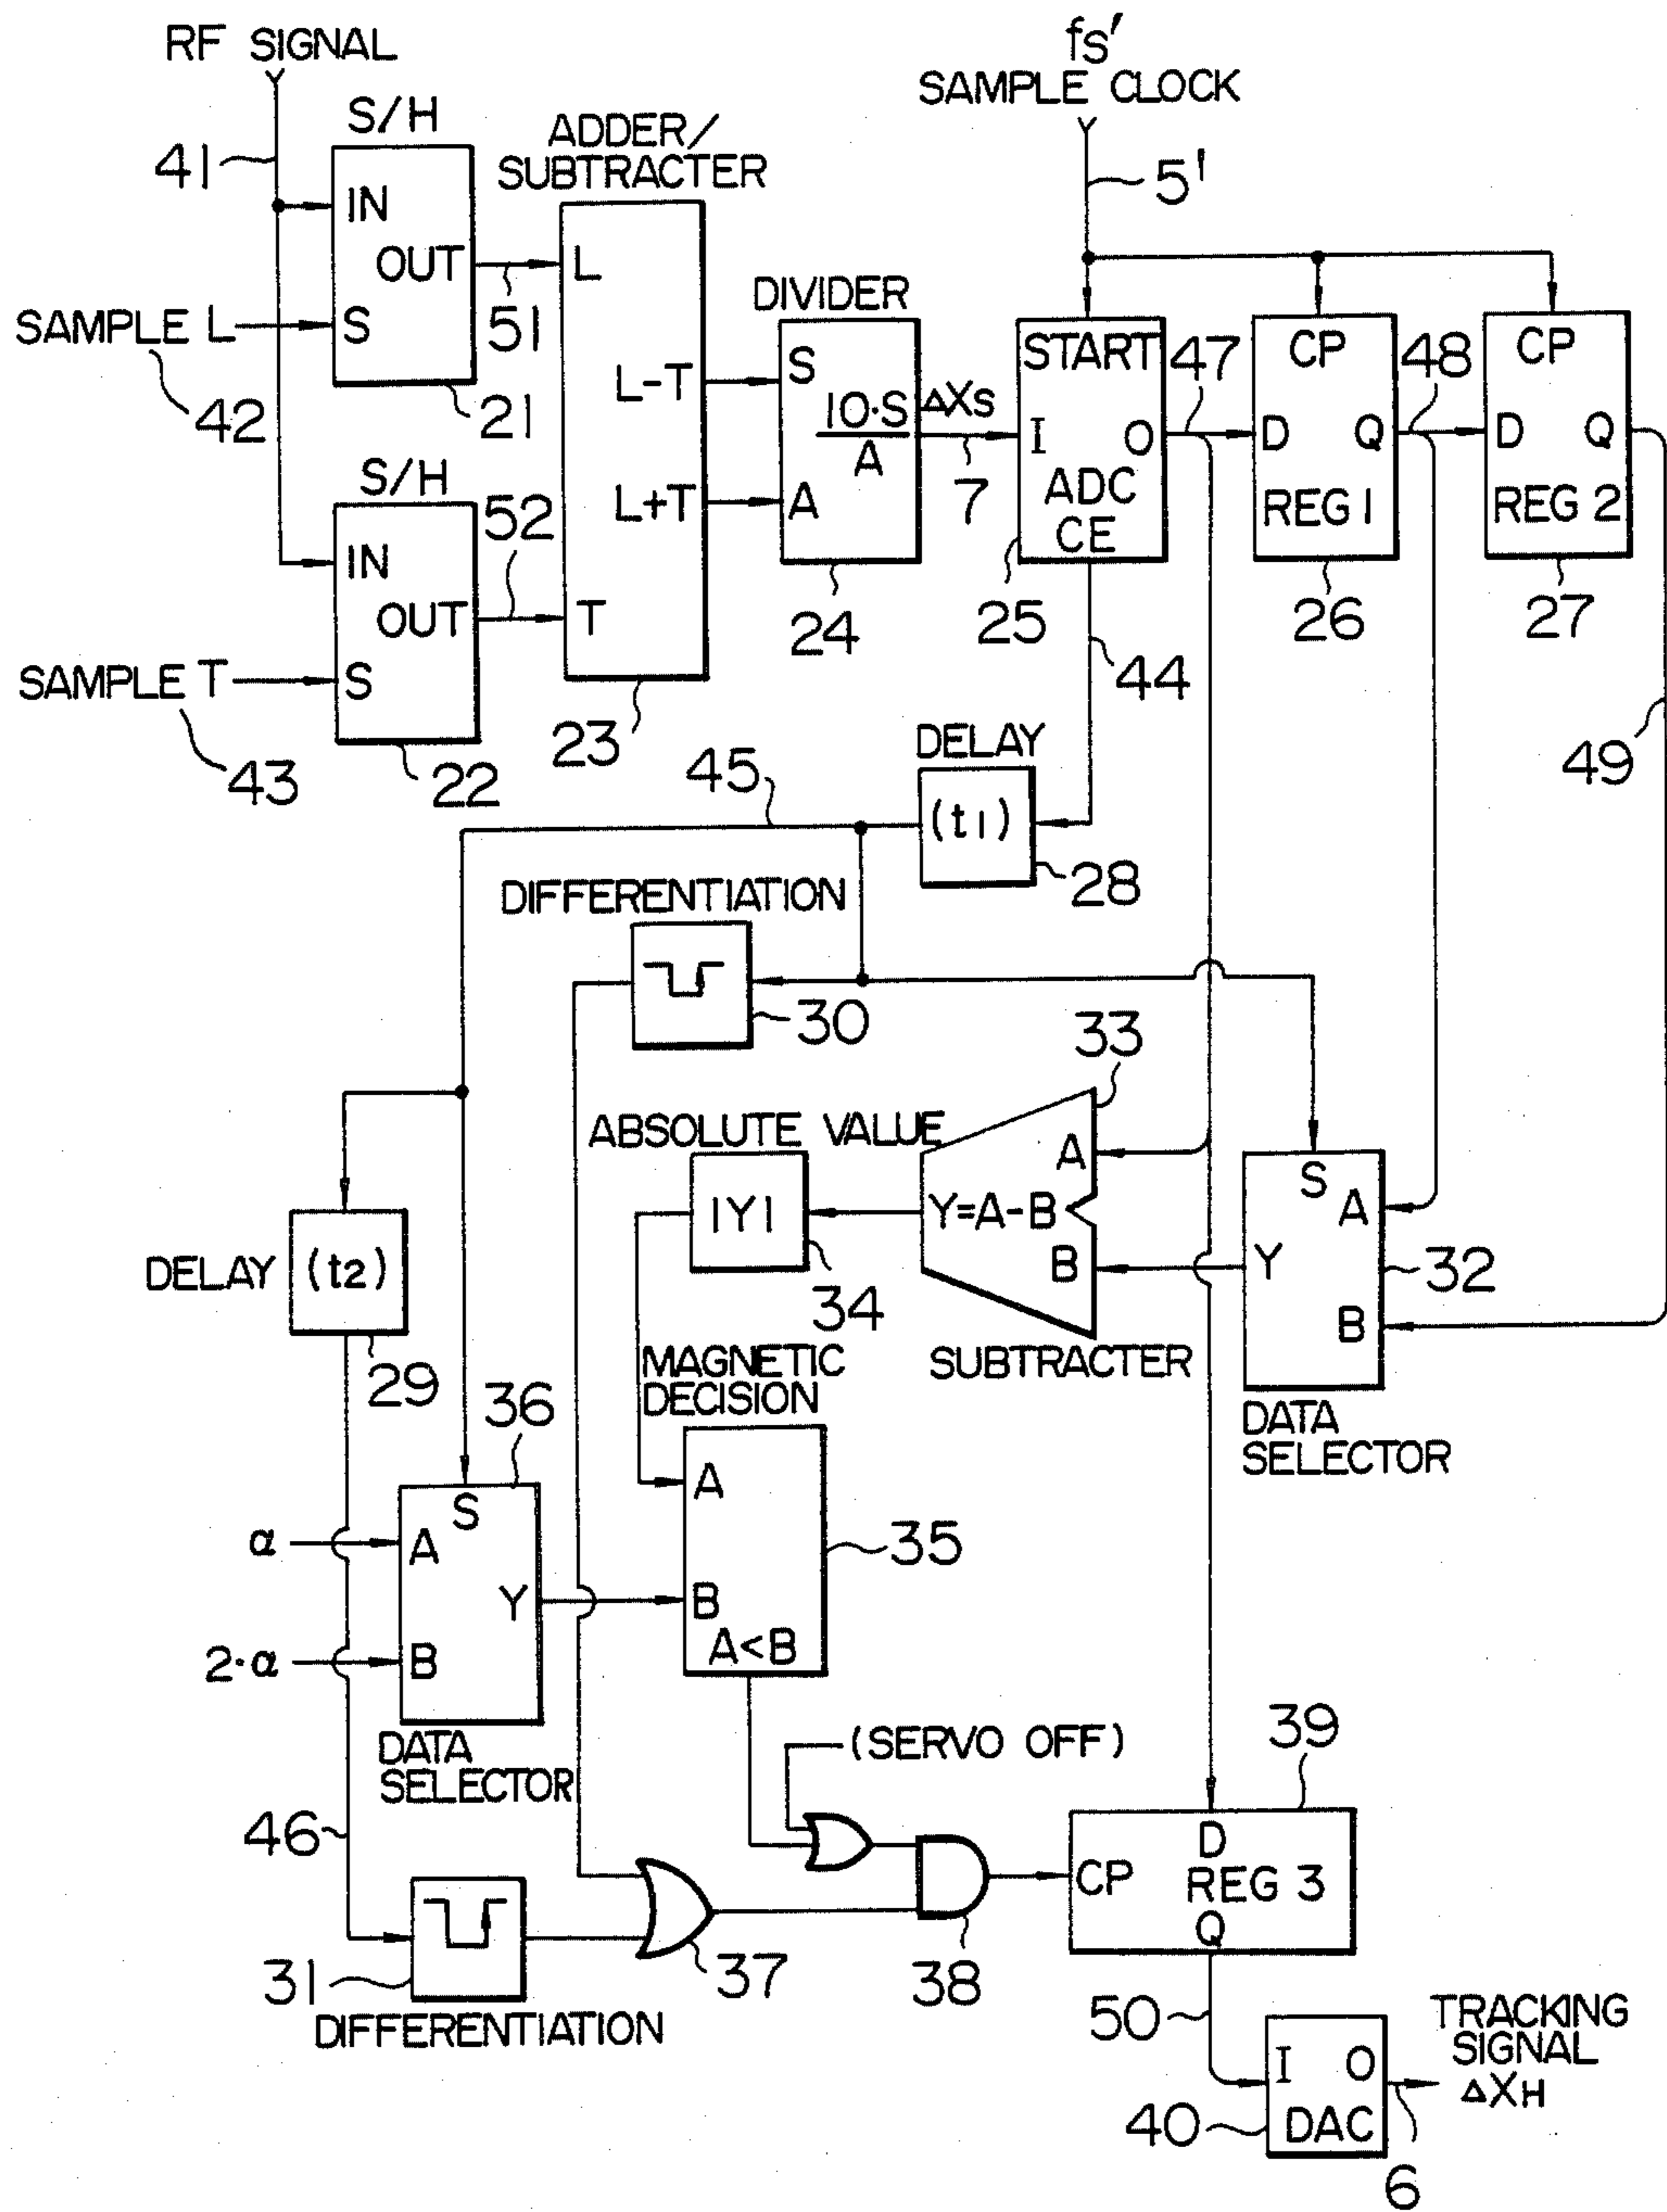 RF SIGNAL
fs'
SAMPLE CLOCK
41
S/H
IN
OUT
S
SAMPLE L
42
21
51
ADDER/
SUBTRACTER
L
L-T
L+T
T
23
DIVIDER
S
10·S
A
A
24
ΔXs
7
5'
START
I
O
ADC
CE
25
47
CP
D
Q
REG 1
26
48
CP
D
Q
REG 2
27
49
S/H
IN
OUT
S
SAMPLE T
43
22
52
44
DELAY
(t1)
28
45
DIFFERENTIATION
30
33
ABSOLUTE VALUE
|Y|
34
A
Y=A-B
B
SUBTRACTER
S
A
Y
B
32
DATA
SELECTOR
DELAY
(t2)
29
36
MAGNETIC
DECISION
A
B
A<B
35
α
2·α
S
A
Y
B
DATA
SELECTOR
(SERVO OFF)
46
31
DIFFERENTIATION
37
38
39
D
CP
REG 3
Q
50
I
O
DAC
40
6
TRACKING
SIGNAL
ΔXH